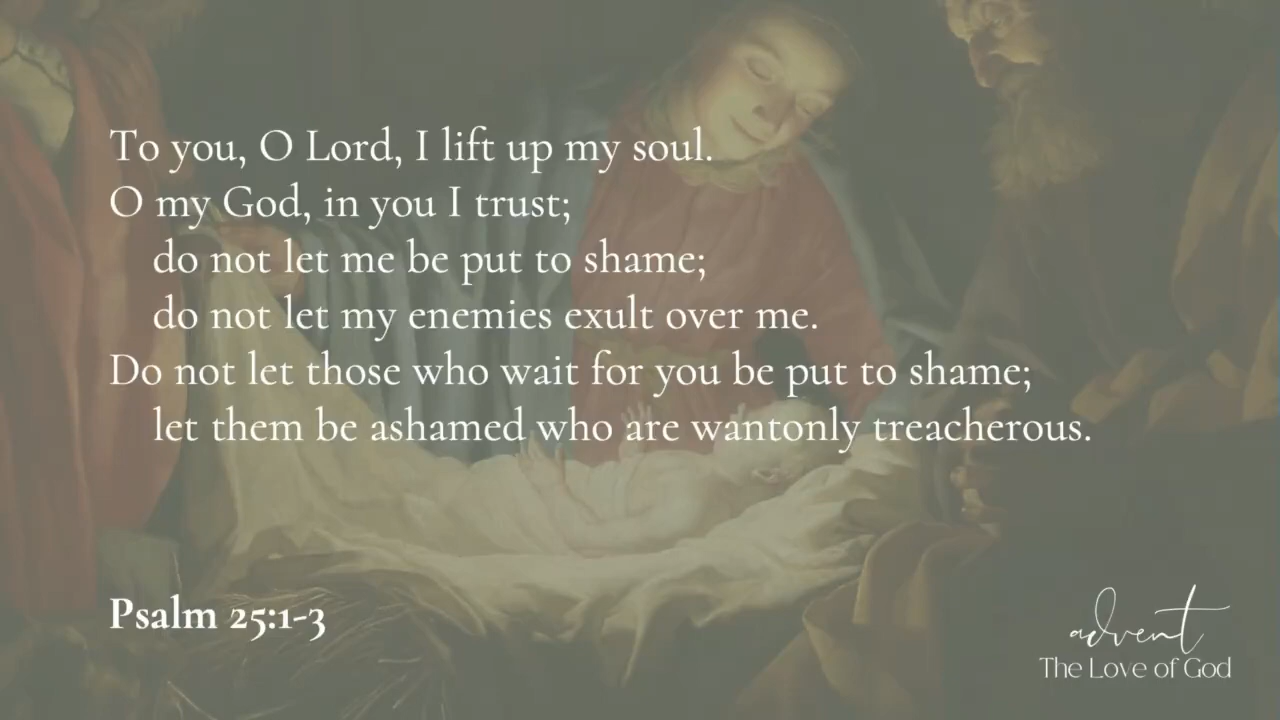 To you, O Lord, I lift up my soul.
O my God, in you I trust;
do not let me be put to shame;
do not let my enemies exult over me.
Do not let those who wait for you be put to shame;
let them be ashamed who are wantonly treacherous.
Psalm 25:1-3
advent
The Love of God